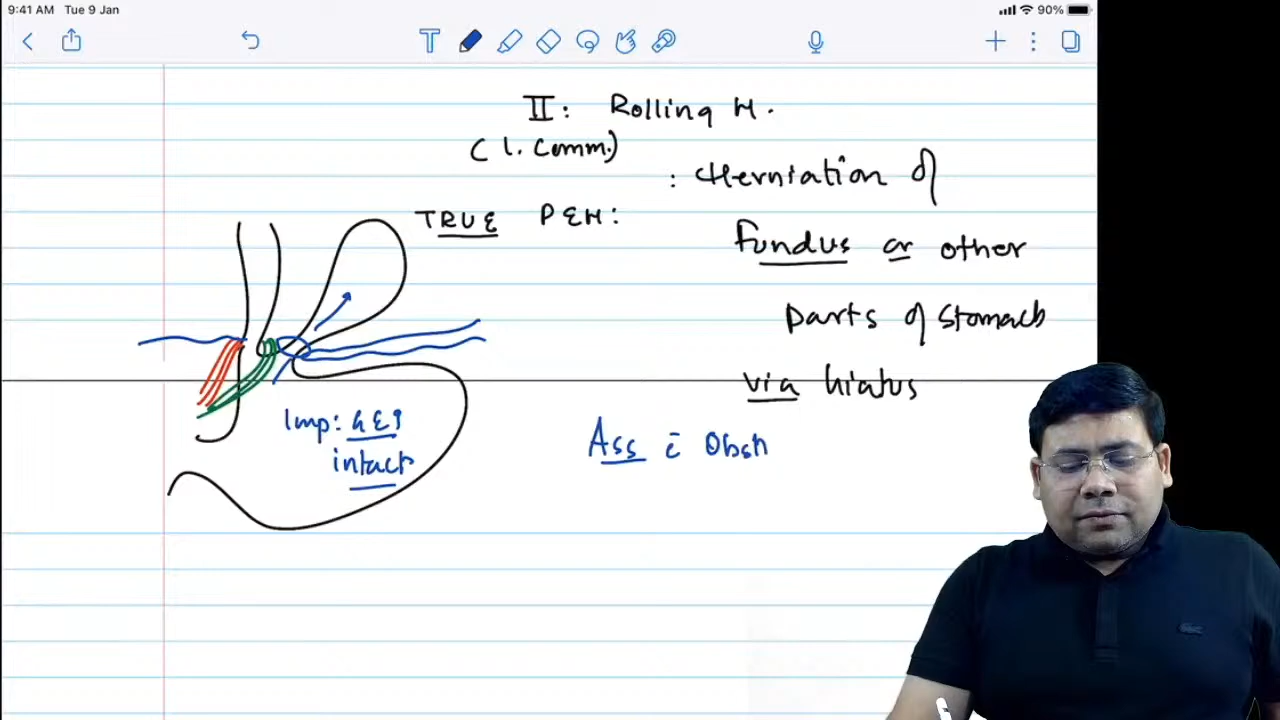 9:41 AM Tue 9 Jan
90%
II: Rolling H.
(L. Comm.)
: Herniation of
TRUE PEH:
Fundus or other
parts of stomach
via hiatus
Imp: GEJ
intact
Ass c̄ Obstn